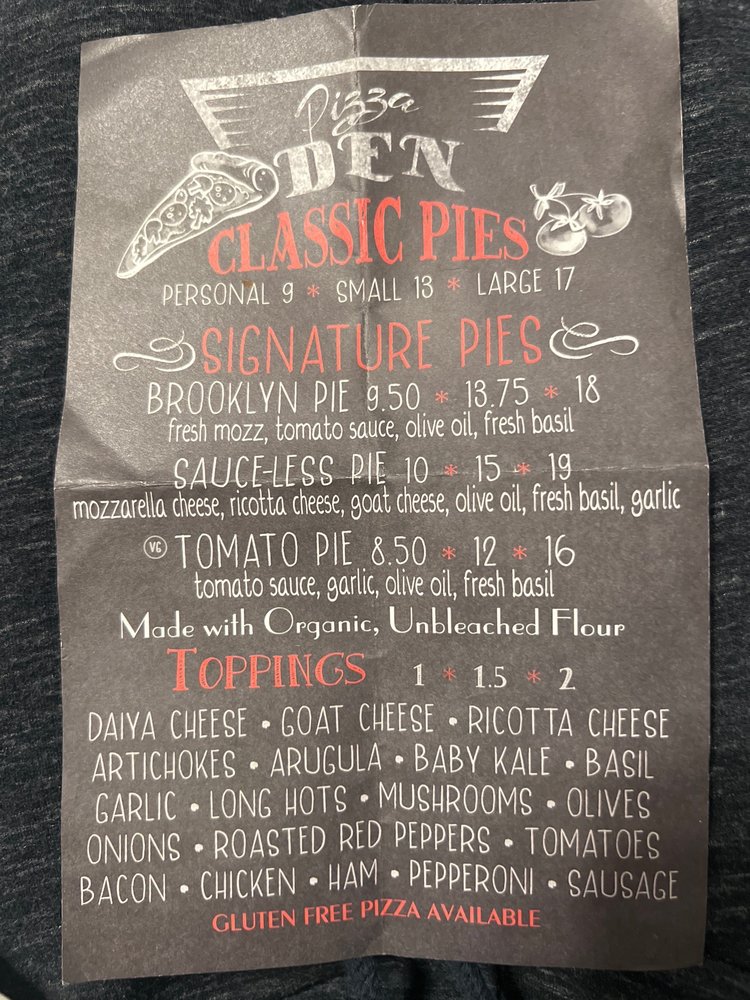 Pizza
DEN
CLASSIC PIES
PERSONAL 9 * SMALL 13 * LARGE 17
SIGNATURE PIES
BROOKLYN PIE 9.50 * 13.75 * 18
fresh mozz, tomato sauce, olive oil, fresh basil
SAUCE-LESS PIE 10 * 15 * 19
mozzarella cheese, ricotta cheese, goat cheese, olive oil, fresh basil, garlic
VG TOMATO PIE 8.50 * 12 * 16
tomato sauce, garlic, olive oil, fresh basil
Made with Organic, Unbleached Flour
TOPPINGS 1 * 1.5 * 2
DAIYA CHEESE • GOAT CHEESE • RICOTTA CHEESE
ARTICHOKES • ARUGULA • BABY KALE • BASIL
GARLIC • LONG HOTS • MUSHROOMS • OLIVES
ONIONS • ROASTED RED PEPPERS • TOMATOES
BACON • CHICKEN • HAM • PEPPERONI • SAUSAGE
GLUTEN FREE PIZZA AVAILABLE